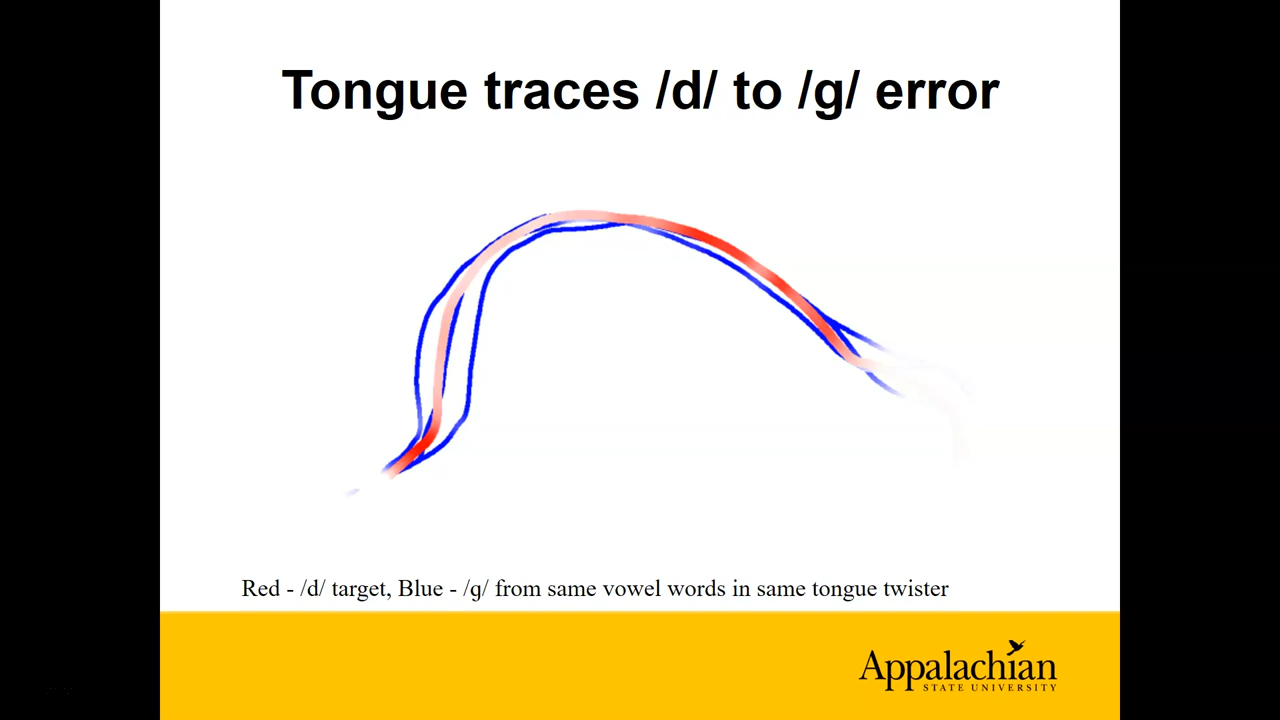 Tongue traces /d/ to /g/ error
Red - /d/ target, Blue - /ɡ/ from same vowel words in same tongue twister
Appalachian
STATE UNIVERSITY